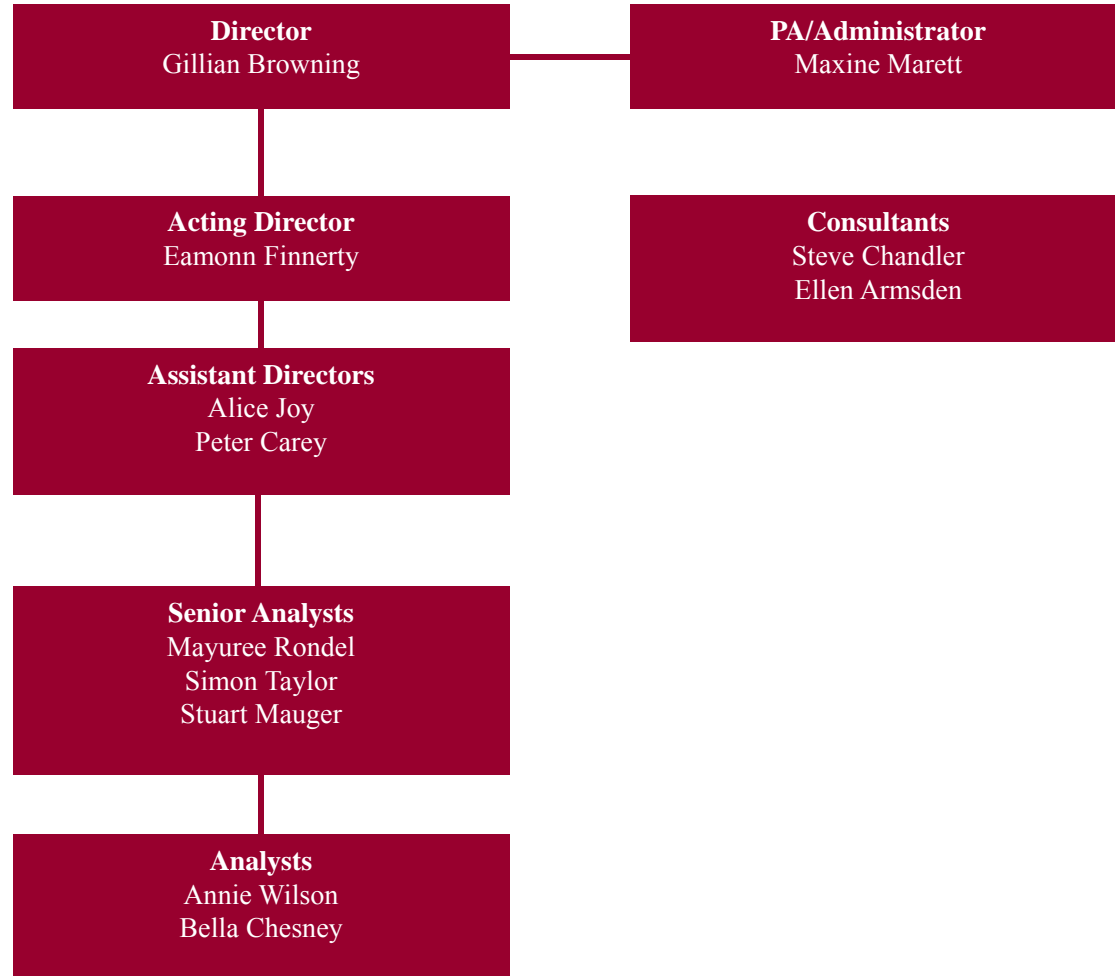 Director
Gillian Browning
PA/Administrator
Maxine Marett
Acting Director
Eamonn Finnerty
Consultants
Steve Chandler
Ellen Armsden
Assistant Directors
Alice Joy
Peter Carey
Senior Analysts
Mayuree Rondel
Simon Taylor
Stuart Mauger
Analysts
Annie Wilson
Bella Chesney